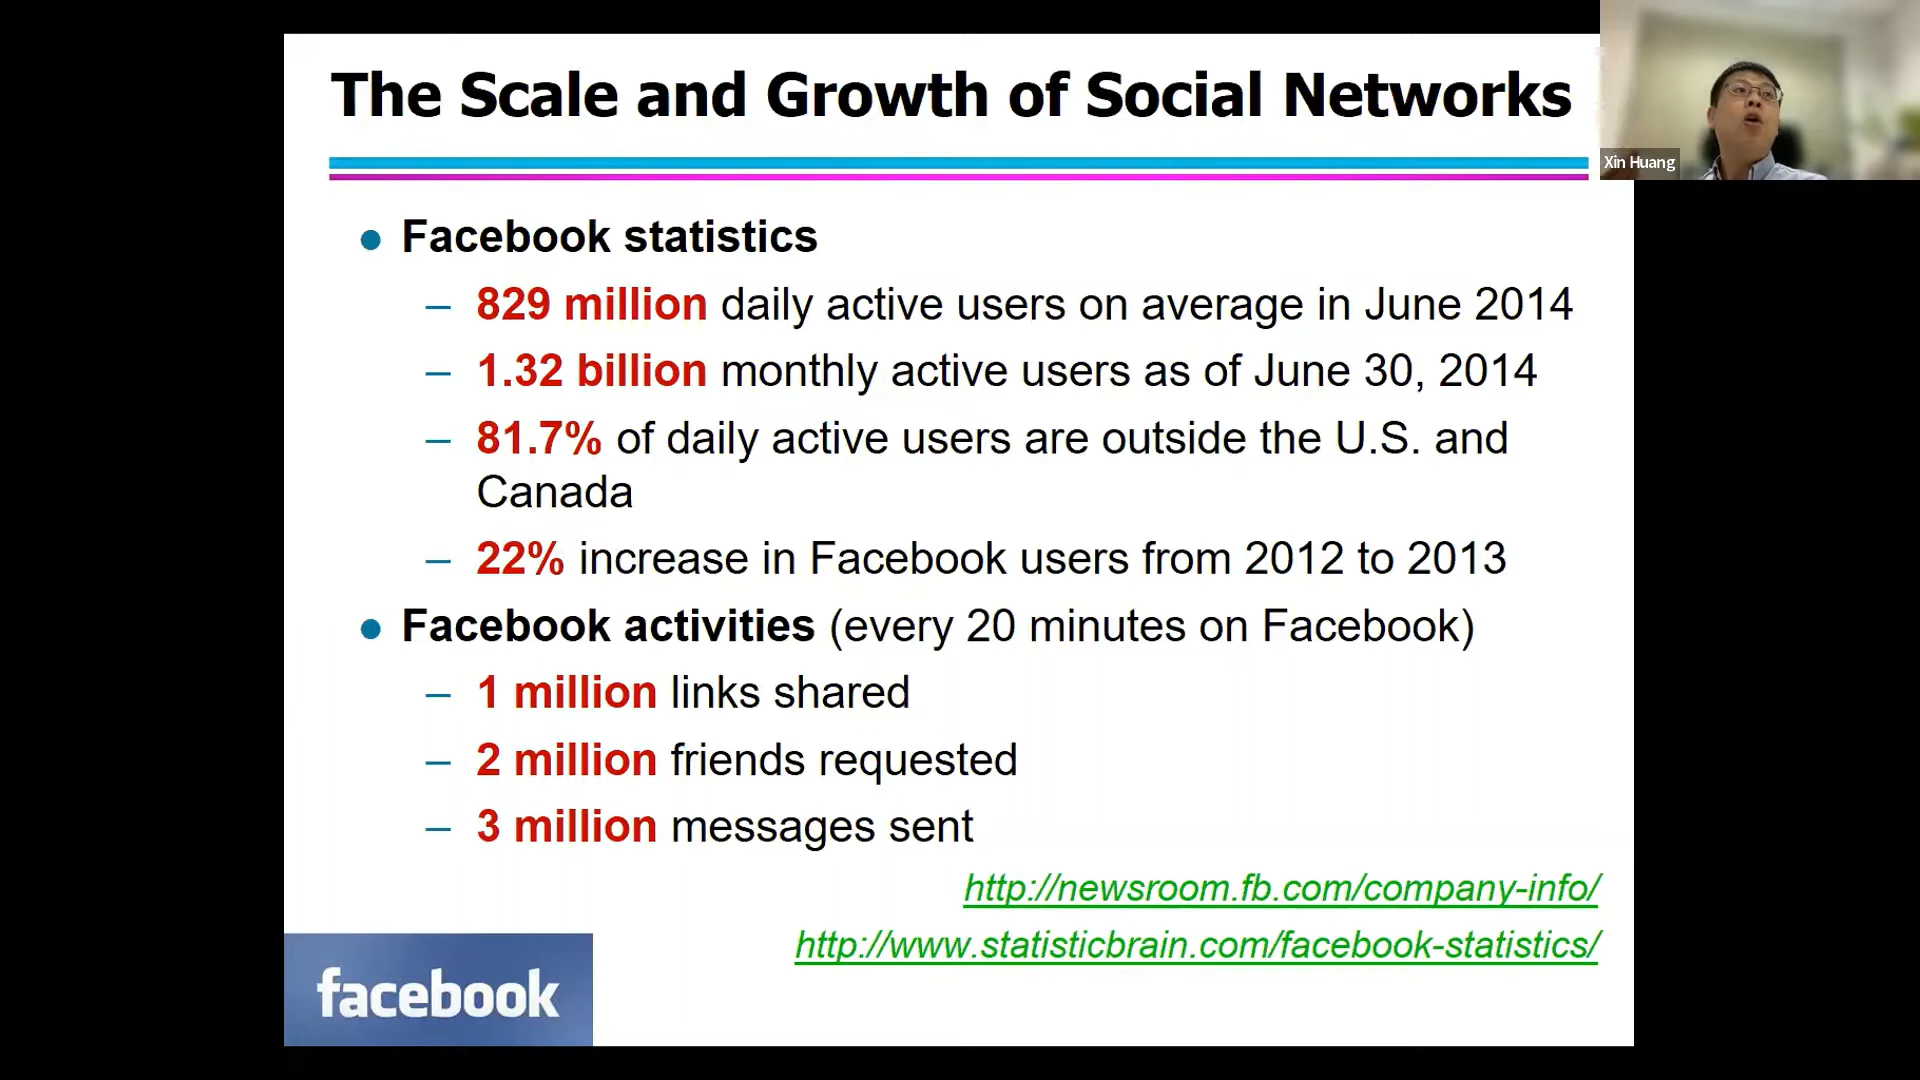 The Scale and Growth of Social Networks
Xin Huang
● Facebook statistics
– 829 million daily active users on average in June 2014
– 1.32 billion monthly active users as of June 30, 2014
– 81.7% of daily active users are outside the U.S. and
Canada
– 22% increase in Facebook users from 2012 to 2013
● Facebook activities (every 20 minutes on Facebook)
– 1 million links shared
– 2 million friends requested
– 3 million messages sent
http://newsroom.fb.com/company-info/
http://www.statisticbrain.com/facebook-statistics/
facebook